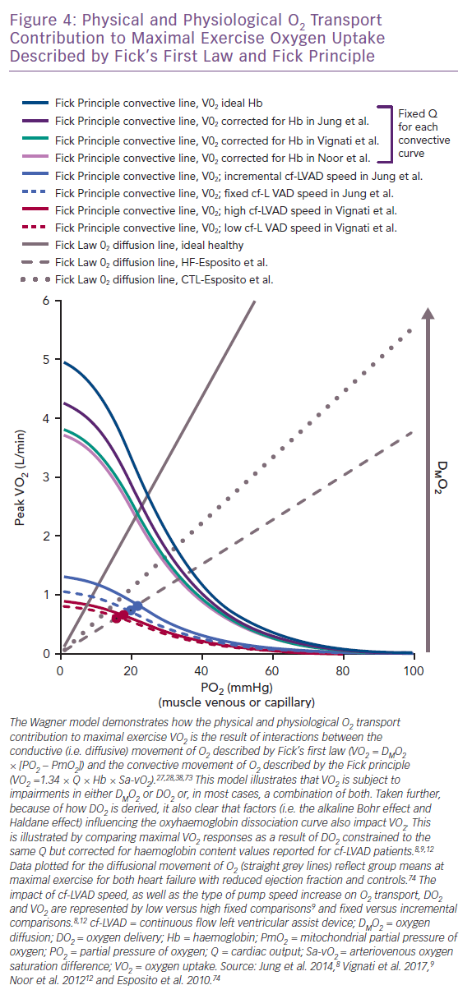 Figure 4: Physical and Physiological O2 Transport
Contribution to Maximal Exercise Oxygen Uptake
Described by Fick's First Law and Fick Principle
Fick Principle convective line, V02 ideal Hb
Fick Principle convective line, V02 corrected for Hb in Jung et al.
Fick Principle convective line, V02 corrected for Hb in Vignati et al.
Fick Principle convective line, V02 corrected for Hb in Noor et al.
Fixed Q
for each
convective
curve
Fick Principle convective line, V02; incremental cf-LVAD speed in Jung et al.
Fick Principle convective line, V02; fixed cf-L VAD speed in Jung et al.
Fick Principle convective line, V02; high cf-LVAD speed in Vignati et al.
Fick Principle convective line, V02; low cf-L VAD speed in Vignati et al.
Fick Law 02 diffusion line, ideal healthy
Fick Law 02 diffusion line, HF-Esposito et al.
Fick Law 02 diffusion line, CTL-Esposito et al.
6
5
4
3
2
1
0
Peak VO2 (L/min)
DMO2
0
20
40
60
80
100
PO2 (mmHg)
(muscle venous or capillary)
The Wagner model demonstrates how the physical and physiological O2 transport
contribution to maximal exercise VO2 is the result of interactions between the
conductive (i.e. diffusive) movement of O2 described by Fick's first law (VO2 = DMO2
× [PO2 – PmO2]) and the convective movement of O2 described by the Fick principle
(VO2 =1.34 × Q × Hb × Sa-vO2).27,28,38,73 This model illustrates that VO2 is subject to
impairments in either DMO2 or DO2 or, in most cases, a combination of both. Taken further,
because of how DO2 is derived, it also clear that factors (i.e. the alkaline Bohr effect and
Haldane effect) influencing the oxyhaemoglobin dissociation curve also impact VO2. This
is illustrated by comparing maximal VO2 responses as a result of DO2 constrained to the
same Q but corrected for haemoglobin content values reported for cf-LVAD patients.8,9,12
Data plotted for the diffusional movement of O2 (straight grey lines) reflect group means at
maximal exercise for both heart failure with reduced ejection fraction and controls.74 The
impact of cf-LVAD speed, as well as the type of pump speed increase on O2 transport, DO2
and VO2 are represented by low versus high fixed comparisons9 and fixed versus incremental
comparisons.8,12 cf-LVAD = continuous flow left ventricular assist device; DMO2 = oxygen
diffusion; DO2 = oxygen delivery; Hb = haemoglobin; PmO2 = mitochondrial partial pressure of
oxygen; PO2 = partial pressure of oxygen; Q = cardiac output; Sa-vO2 = arteriovenous oxygen
saturation difference; VO2 = oxygen uptake. Source: Jung et al. 2014,8 Vignati et al. 2017,9
Noor et al. 201212 and Esposito et al. 2010.74